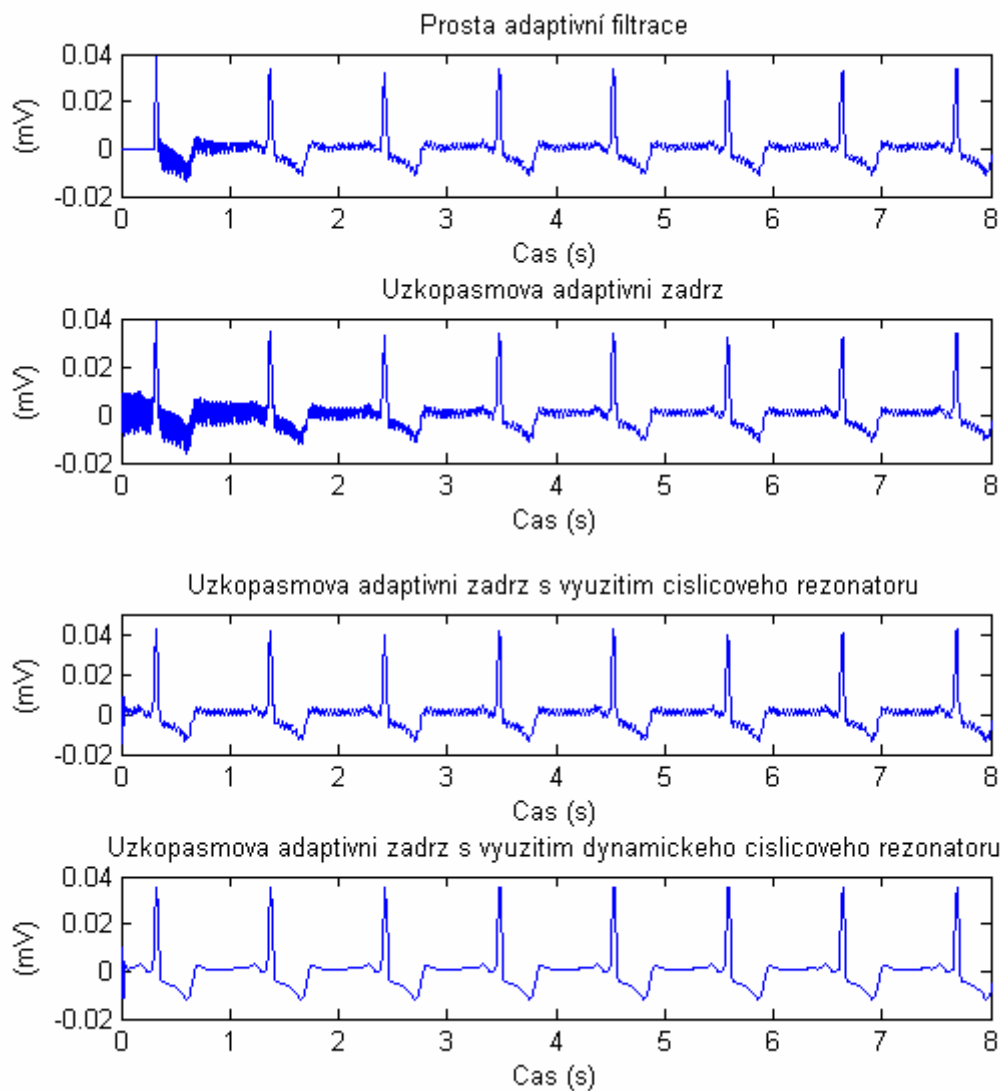 Prosta adaptivní filtrace
0.04
0.02
0
-0.02
(mV)
0 1 2 3 4 5 6 7 8
Cas (s)
Uzkopasmova adaptivni zadrz
0.04
0.02
0
-0.02
(mV)
0 1 2 3 4 5 6 7 8
Cas (s)
Uzkopasmova adaptivni zadrz s vyuzitim cislicoveho rezonatoru
0.04
0.02
0
-0.02
(mV)
0 1 2 3 4 5 6 7 8
Cas (s)
Uzkopasmova adaptivni zadrz s vyuzitim dynamickeho cislicoveho rezonatoru
0.04
0.02
0
-0.02
(mV)
0 1 2 3 4 5 6 7 8
Cas (s)